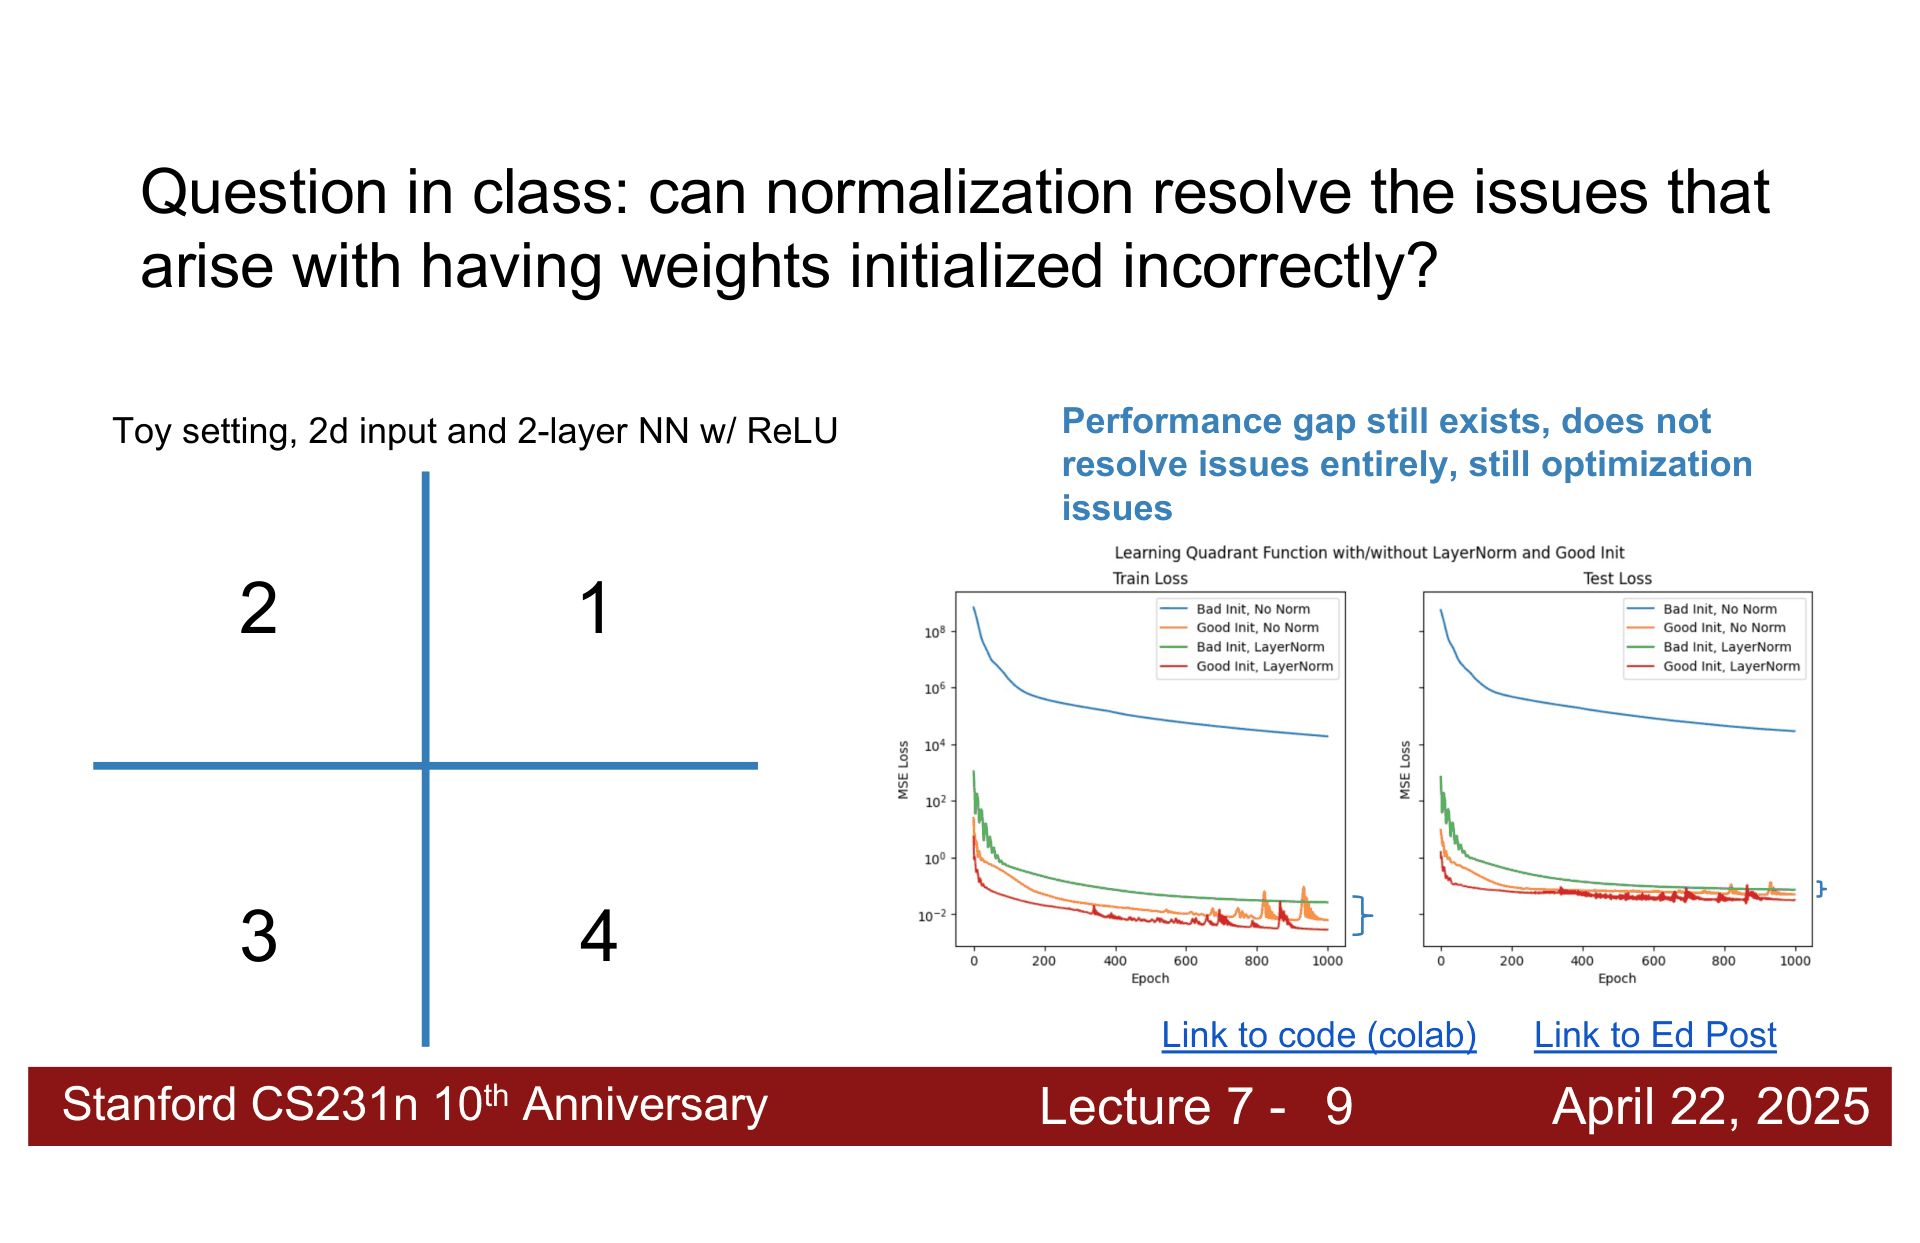 Question in class: can normalization resolve the issues that
arise with having weights initialized incorrectly?
Toy setting, 2d input and 2-layer NN w/ ReLU
2
1
3
4
Performance gap still exists, does not
resolve issues entirely, still optimization
issues
Learning Quadrant Function with/without LayerNorm and Good Init
Train Loss
Bad Init, No Norm
Good Init, No Norm
Bad Init, LayerNorm
Good Init, LayerNorm
10⁸
10⁶
10⁴
10²
10⁰
10⁻²
MSE Loss
0 200 400 600 800 1000
Epoch
Test Loss
Bad Init, No Norm
Good Init, No Norm
Bad Init, LayerNorm
Good Init, LayerNorm
MSE Loss
0 200 400 600 800 1000
Epoch
Link to code (colab) Link to Ed Post
Stanford CS231n 10th Anniversary Lecture 7 - 9 April 22, 2025